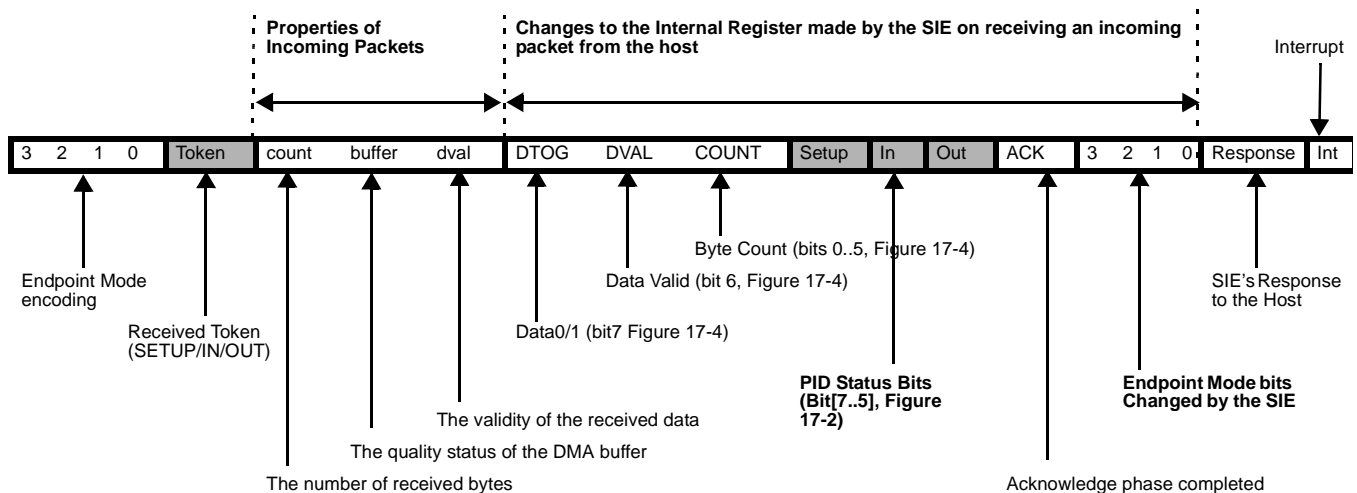 Properties of
Incoming Packets
Changes to the Internal Register made by the SIE on receiving an incoming
packet from the host
Interrupt
3 2 1 0 Token count buffer dval DTOG DVAL COUNT Setup In Out ACK 3 2 1 0 Response Int
Byte Count (bits 0..5, Figure 17-4)
Endpoint Mode
encoding
Data Valid (bit 6, Figure 17-4)
SIE's Response
to the Host
Received Token
(SETUP/IN/OUT)
Data0/1 (bit7 Figure 17-4)
PID Status Bits
(Bit[7..5], Figure
17-2)
Endpoint Mode bits
Changed by the SIE
The validity of the received data
The quality status of the DMA buffer
The number of received bytes
Acknowledge phase completed